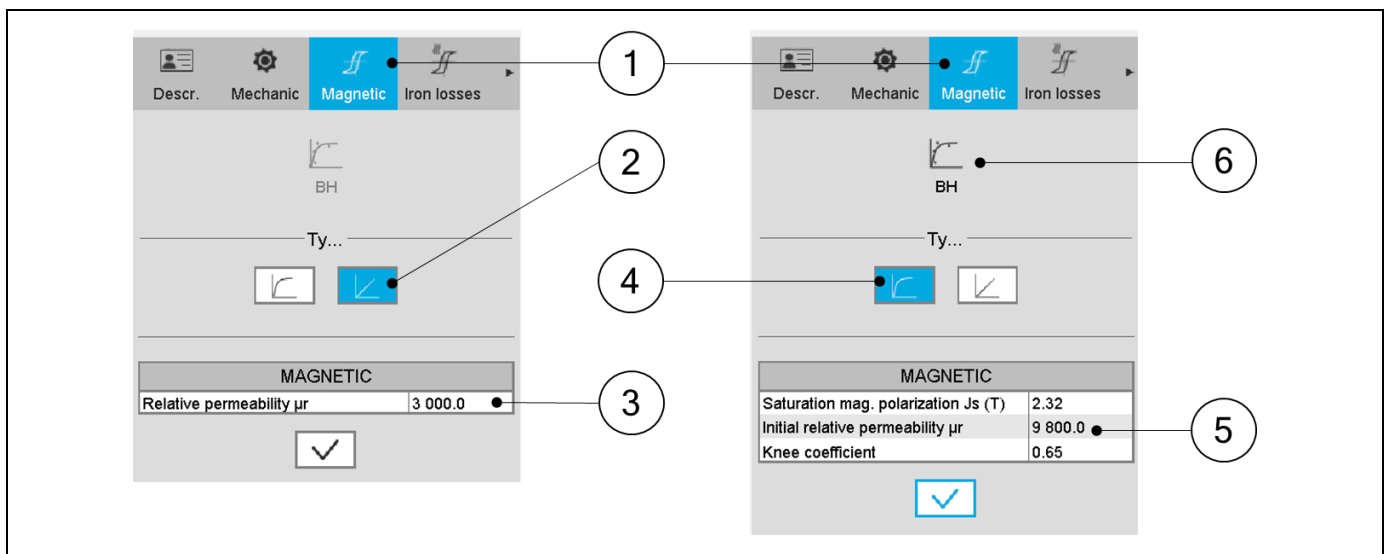 Descr. Mechanic Magnetic Iron losses
1
Descr. Mechanic Magnetic Iron losses
BH
2
BH
6
Ty...
Ty...
4
MAGNETIC
Relative permeability µr 3 000.0
3
MAGNETIC
Saturation mag. polarization Js (T) 2.32
Initial relative permeability µr 9 800.0
Knee coefficient 0.65
5